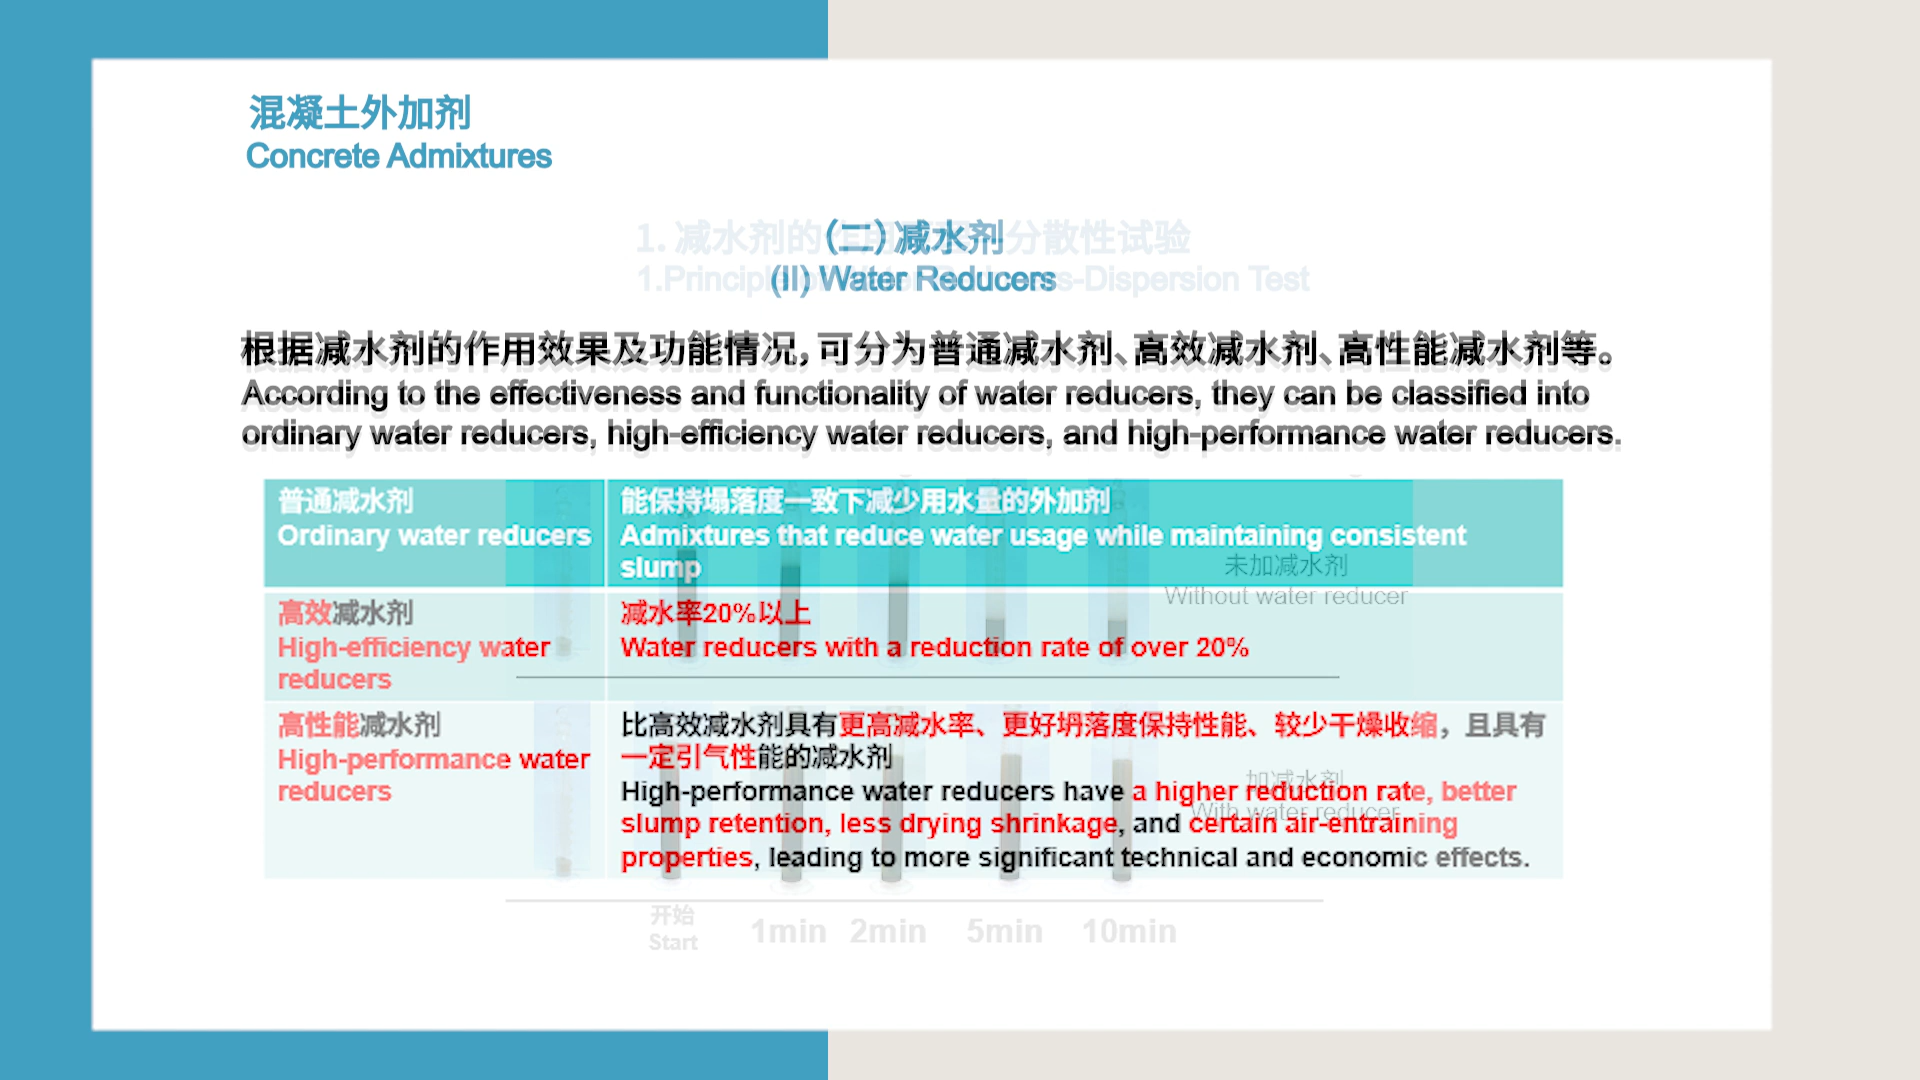 混凝土外加剂
Concrete Admixtures
(二)减水剂
(II) Water Reducers
根据减水剂的作用效果及功能情况,可分为普通减水剂、高效减水剂、高性能减水剂等。
According to the effectiveness and functionality of water reducers, they can be classified into
ordinary water reducers, high-efficiency water reducers, and high-performance water reducers.
普通减水剂
Ordinary water reducers
能保持塌落度一致下减少用水量的外加剂
Admixtures that reduce water usage while maintaining consistent
slump
未加减水剂
Without water reducer
高效减水剂
High-efficiency water
reducers
减水率20%以上
Water reducers with a reduction rate of over 20%
高性能减水剂
High-performance water
reducers
比高效减水剂具有更高减水率、更好坍落度保持性能、较少干燥收缩，且具有
一定引气性能的减水剂
High-performance water reducers have a higher reduction rate, better
slump retention, less drying shrinkage, and certain air-entraining
properties, leading to more significant technical and economic effects.
加减水剂
With water reducer
开始
Start
1min 2min 5min 10min